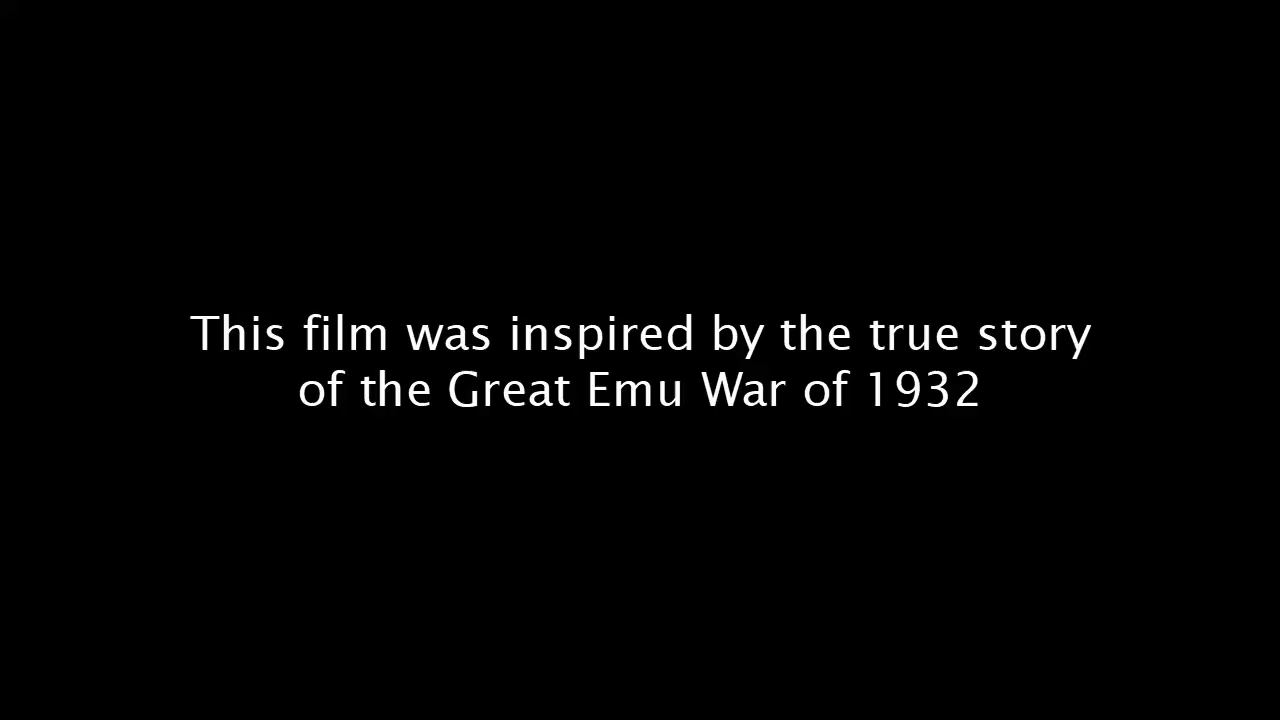 This film was inspired by the true story
of the Great Emu War of 1932